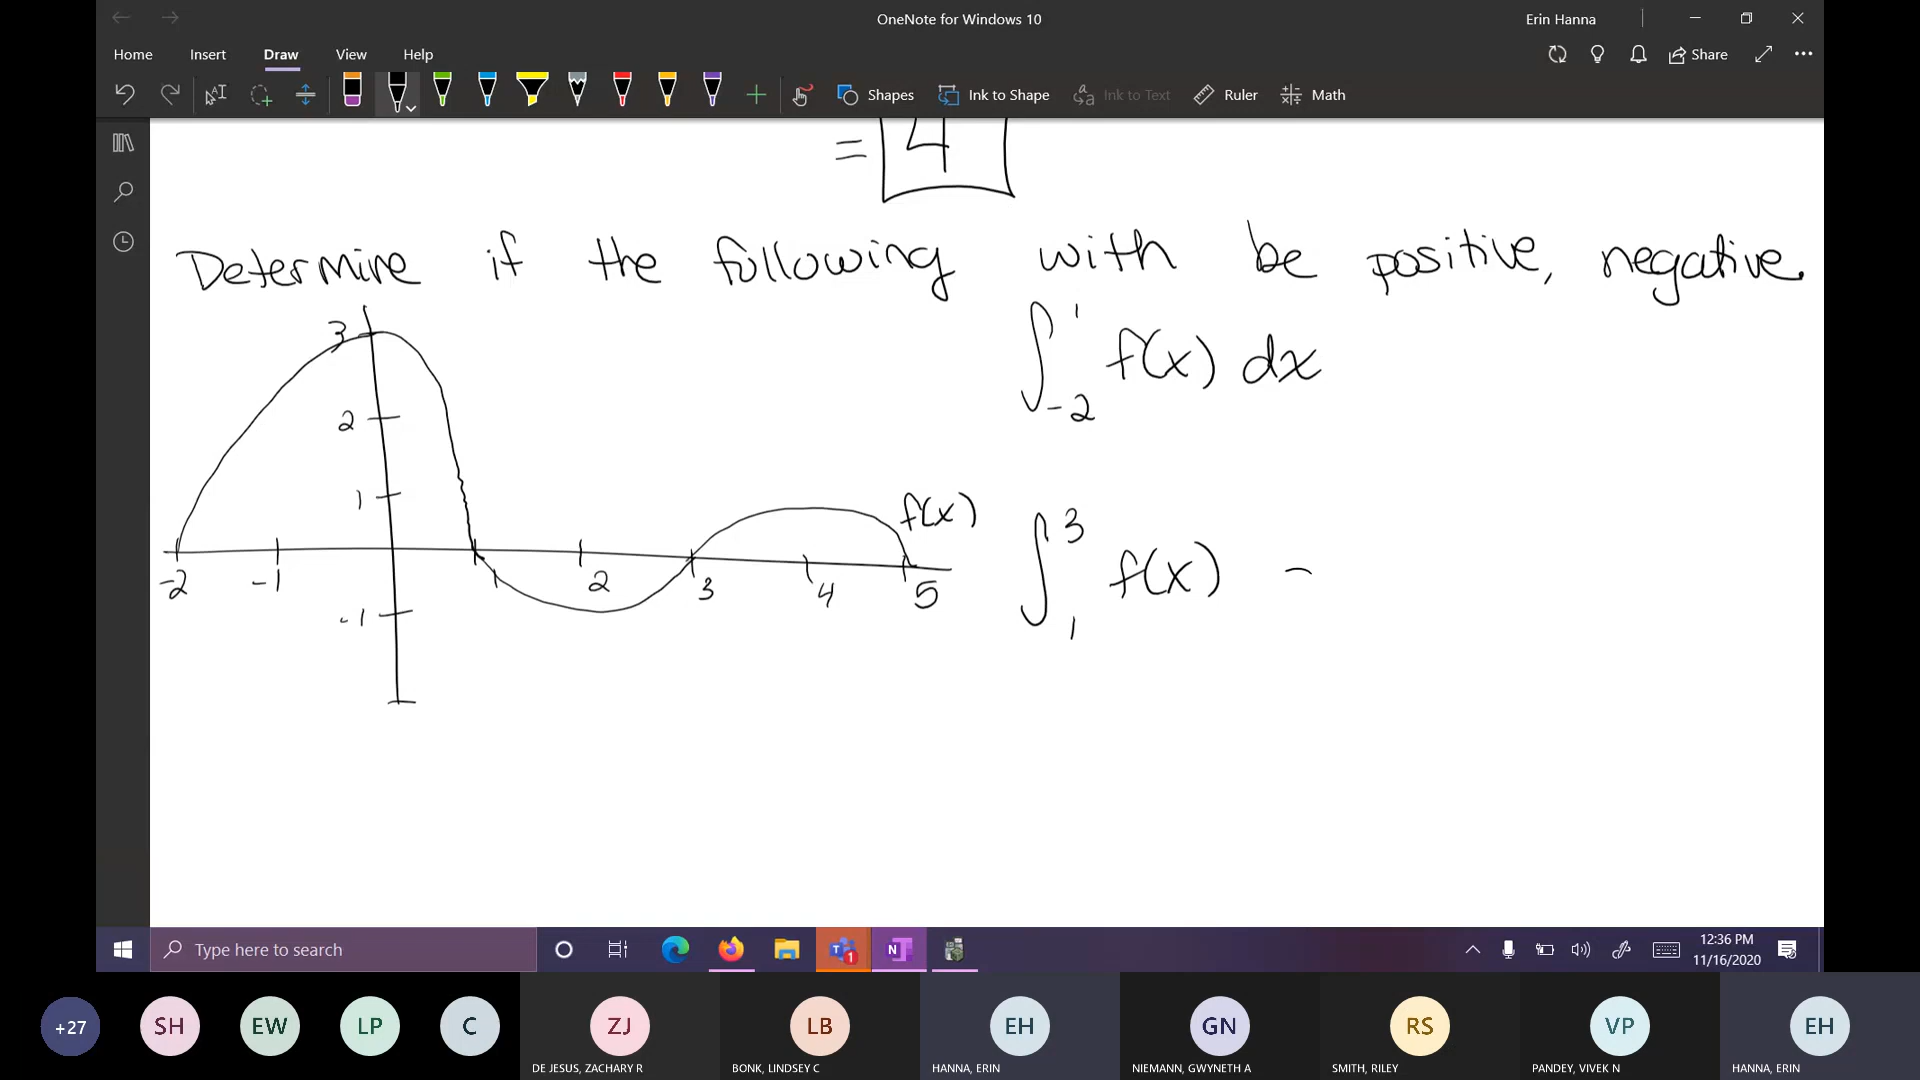 OneNote for Windows 10
Erin Hanna
Home Insert Draw View Help
Share
Shapes Ink to Shape Ink to Text Ruler Math
= 4
Determine if the following with be positive, negative.
3
2
1
-2 -1 1 2 3 4 5
-1
f(x)
∫ 1 -2 f(x) dx
∫ 3 1 f(x) -
Type here to search
1
N
12:36 PM
11/16/2020
+27 SH EW LP C ZJ LB EH GN RS VP EH
DE JESUS, ZACHARY R BONK, LINDSEY C HANNA, ERIN NIEMANN, GWYNETH A SMITH, RILEY PANDEY, VIVEK N HANNA, ERIN